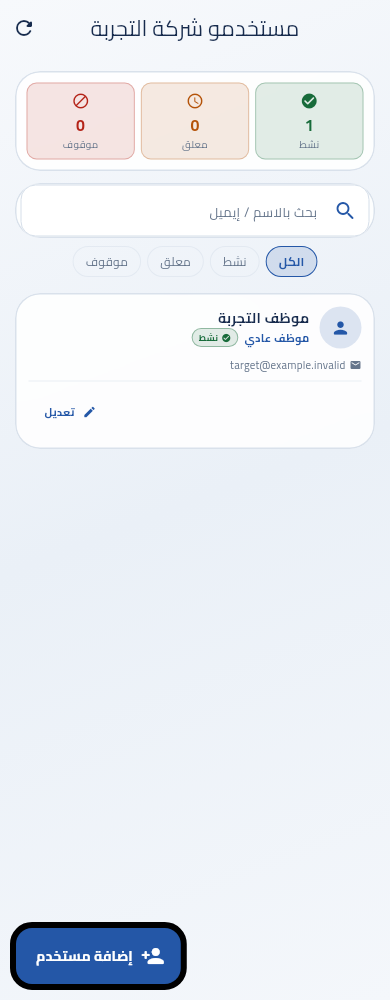 مستخدمو شركة التجربة
1
نشط
0
معلق
0
موقوف
بحث بالاسم / إيميل
الكل
نشط
معلق
موقوف
موظف التجربة
موظف عادي
نشط
target@example.invalid
تعديل
إضافة مستخدم